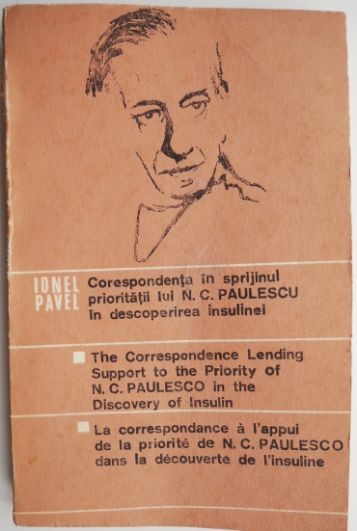 IONEL
PAVEL
Corespondența în sprijinul
priorității lui N. C. PAULESCU
în descoperirea insulinei
The Correspondence Lending
Support to the Priority of
N. C. PAULESCO in the
Discovery of Insulin
La correspondance à l'appui
de la priorité de N. C. PAULESCO
dans la découverte de l'insuline